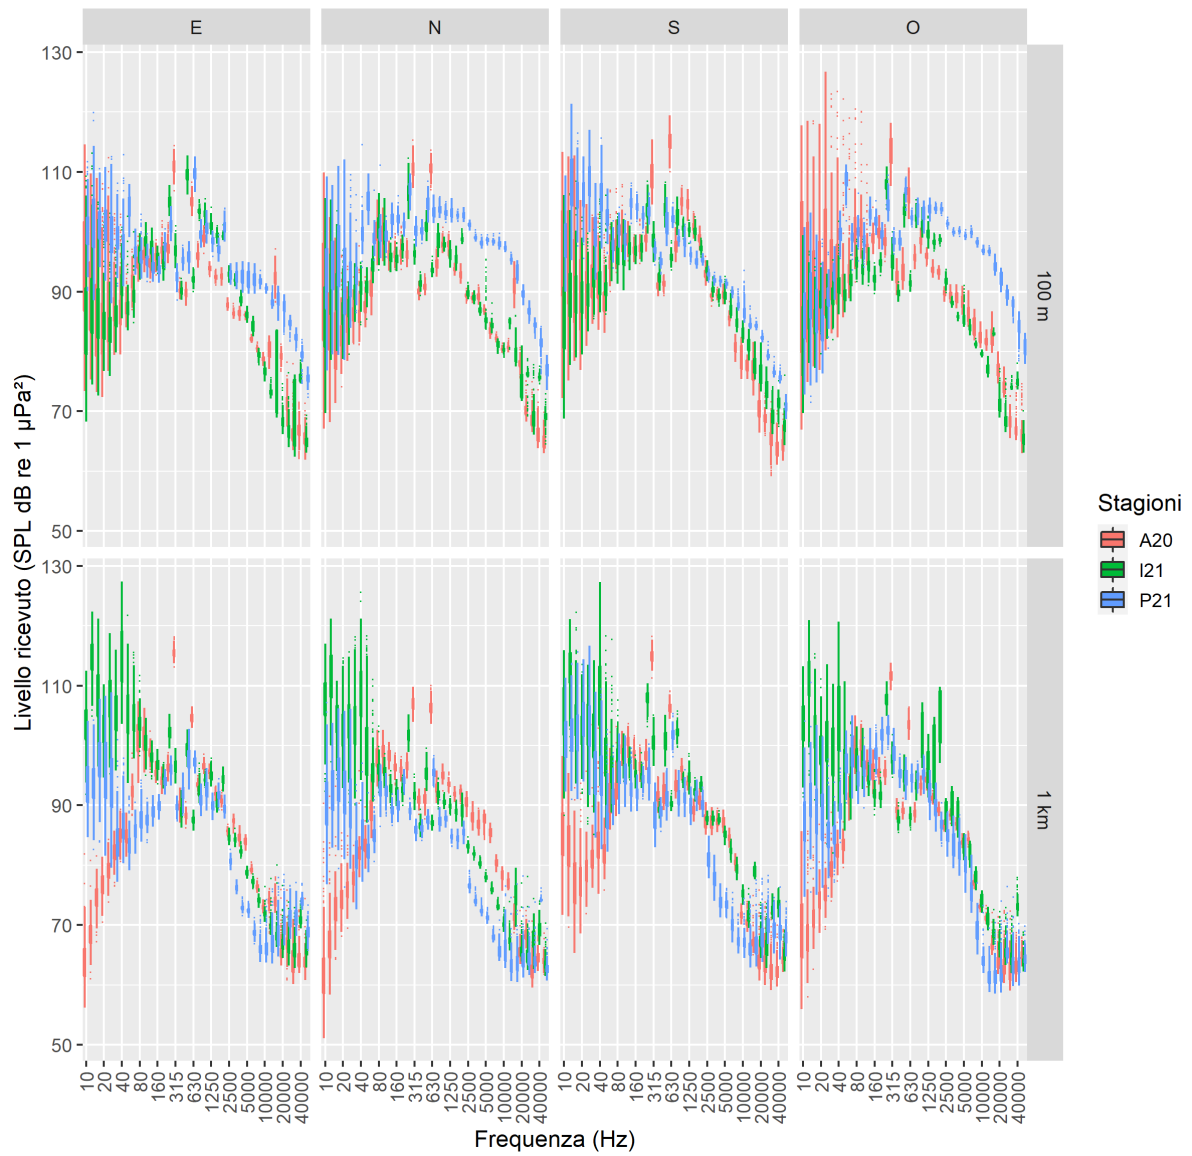 E N S O
130
110
90
70
50
100 m
130
110
90
70
50
1 km
Livello ricevuto (SPL dB re 1 µPa²)
10 20 40 80 160 315 630 1250 2500 5000 10000 20000 40000
10 20 40 80 160 315 630 1250 2500 5000 10000 20000 40000
10 20 40 80 160 315 630 1250 2500 5000 10000 20000 40000
10 20 40 80 160 315 630 1250 2500 5000 10000 20000 40000
Frequenza (Hz)
Stagioni
A20
I21
P21